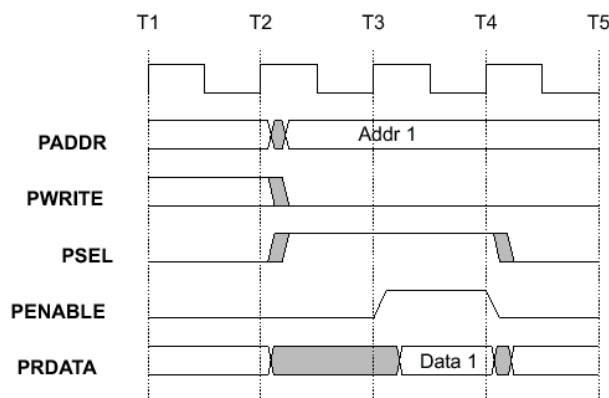 T1 T2 T3 T4 T5
PADDR Addr 1
PWRITE
PSEL
PENABLE
PRDATA Data 1